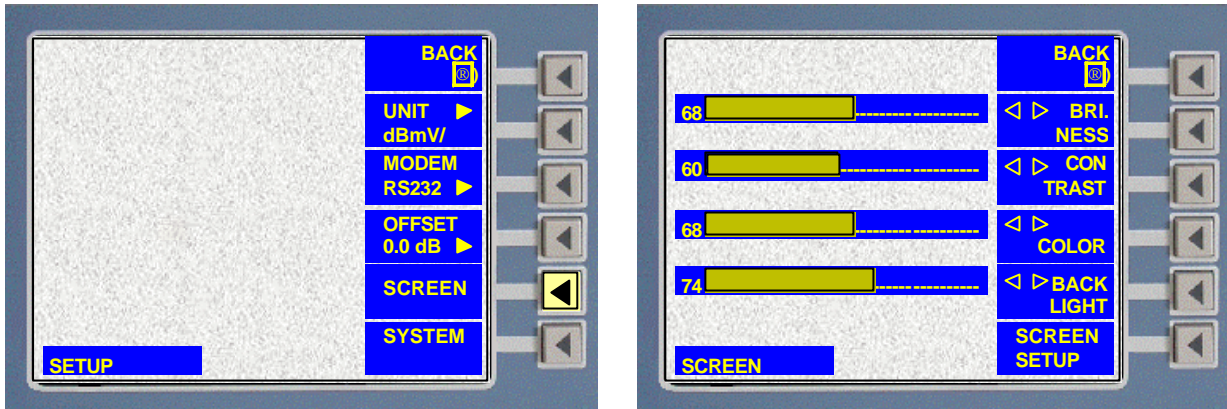 BACK
®)
UNIT ▶
dBmV/
MODEM
RS232 ▶
OFFSET
0.0 dB ▶
SCREEN
SYSTEM
SETUP
BACK
®)
68
◁ ▷ BRI.
NESS
60
◁ ▷ CON
TRAST
68
◁ ▷
COLOR
74
◁ ▷ BACK
LIGHT
SCREEN
SETUP
SCREEN